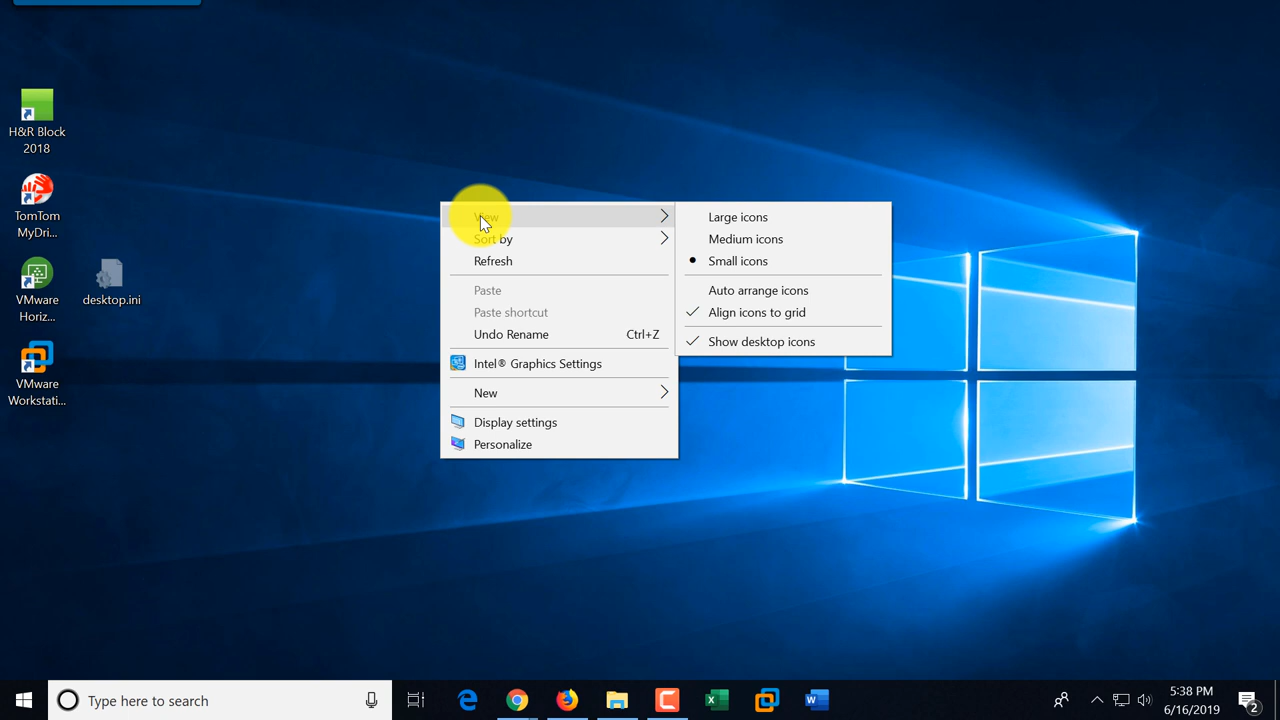 H&R Block
2018
TomTom
MyDri...
VMware
Horiz...
desktop.ini
VMware
Workstati...
View
Sort by
Refresh
Paste
Paste shortcut
Undo Rename Ctrl+Z
Intel® Graphics Settings
New
Display settings
Personalize
Large icons
Medium icons
Small icons
Auto arrange icons
Align icons to grid
Show desktop icons
Type here to search
5:38 PM
6/16/2019
2